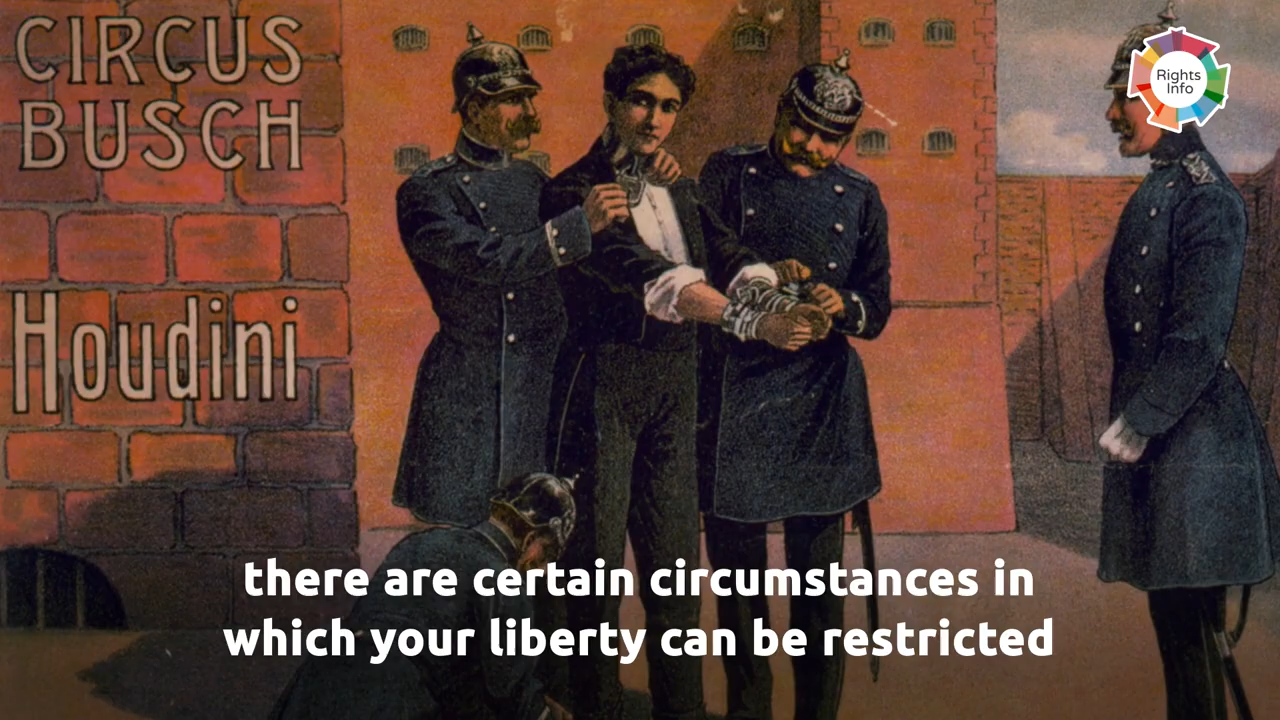 CIRCUS
BUSCH
Houdini
Rights
Info
there are certain circumstances in
which your liberty can be restricted